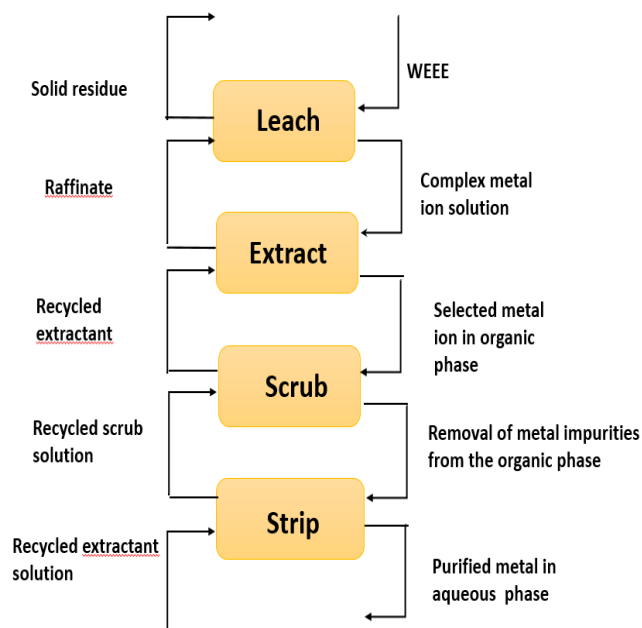 WEEE
Solid residue
Leach
Raffinate
Complex metal
ion solution
Extract
Recycled
extractant
Selected metal
ion in organic
phase
Scrub
Recycled scrub
solution
Removal of metal impurities
from the organic phase
Strip
Recycled extractant
solution
Purified metal in
aqueous phase